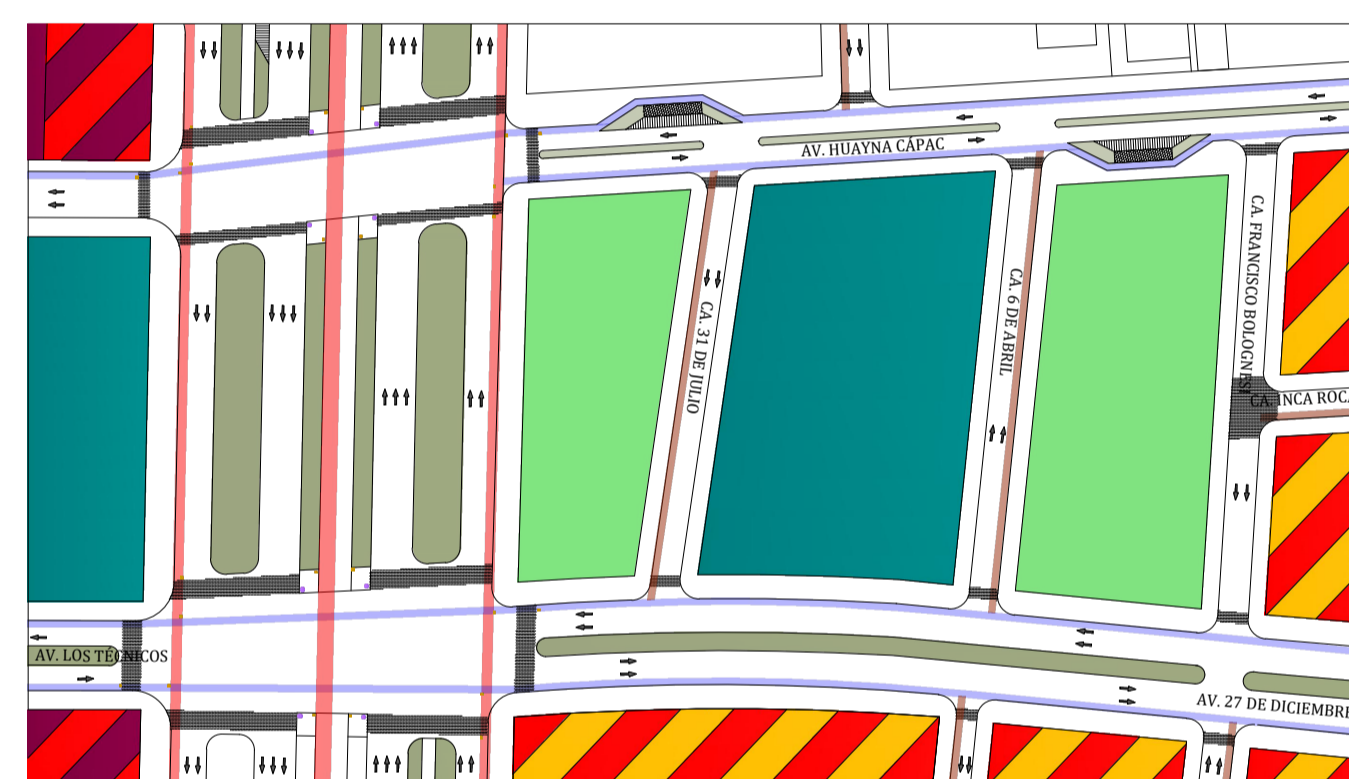 AV. HUAYNA CÁPAC
CA. FRANCISCO BOLOGNESI
CA. 31 DE JULIO
CA. 6 DE ABRIL
CA. INCA ROCA
AV. LOS TÉCNICOS
AV. 27 DE DICIEMBRE